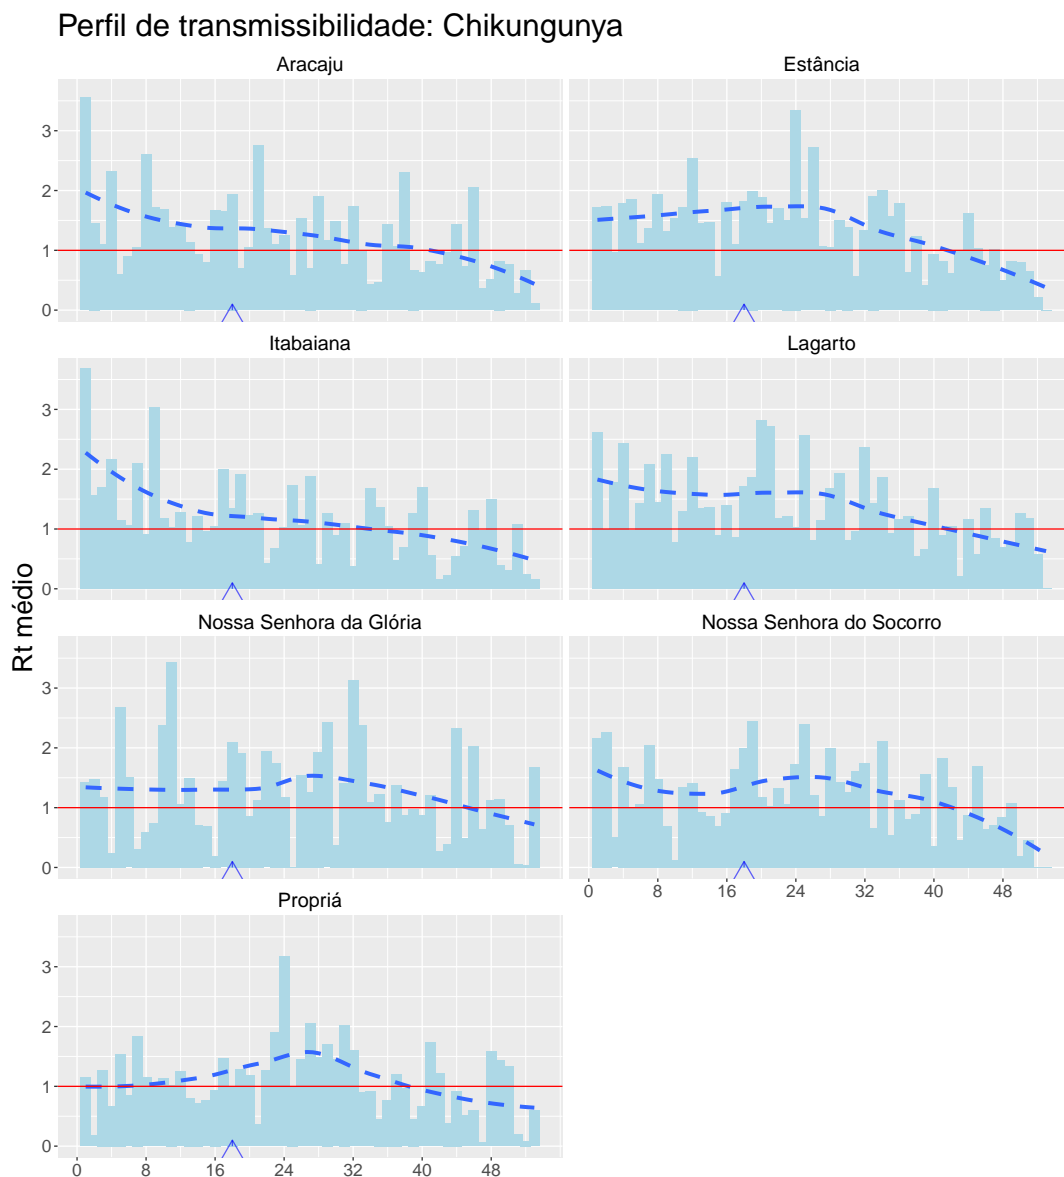 Perfil de transmissibilidade: Chikungunya
Aracaju
Estância
3
2
1
0
Itabaiana
Lagarto
3
2
1
0
Rt médio
Nossa Senhora da Glória
Nossa Senhora do Socorro
3
2
1
0
0 8 16 24 32 40 48
Propriá
3
2
1
0
0 8 16 24 32 40 48